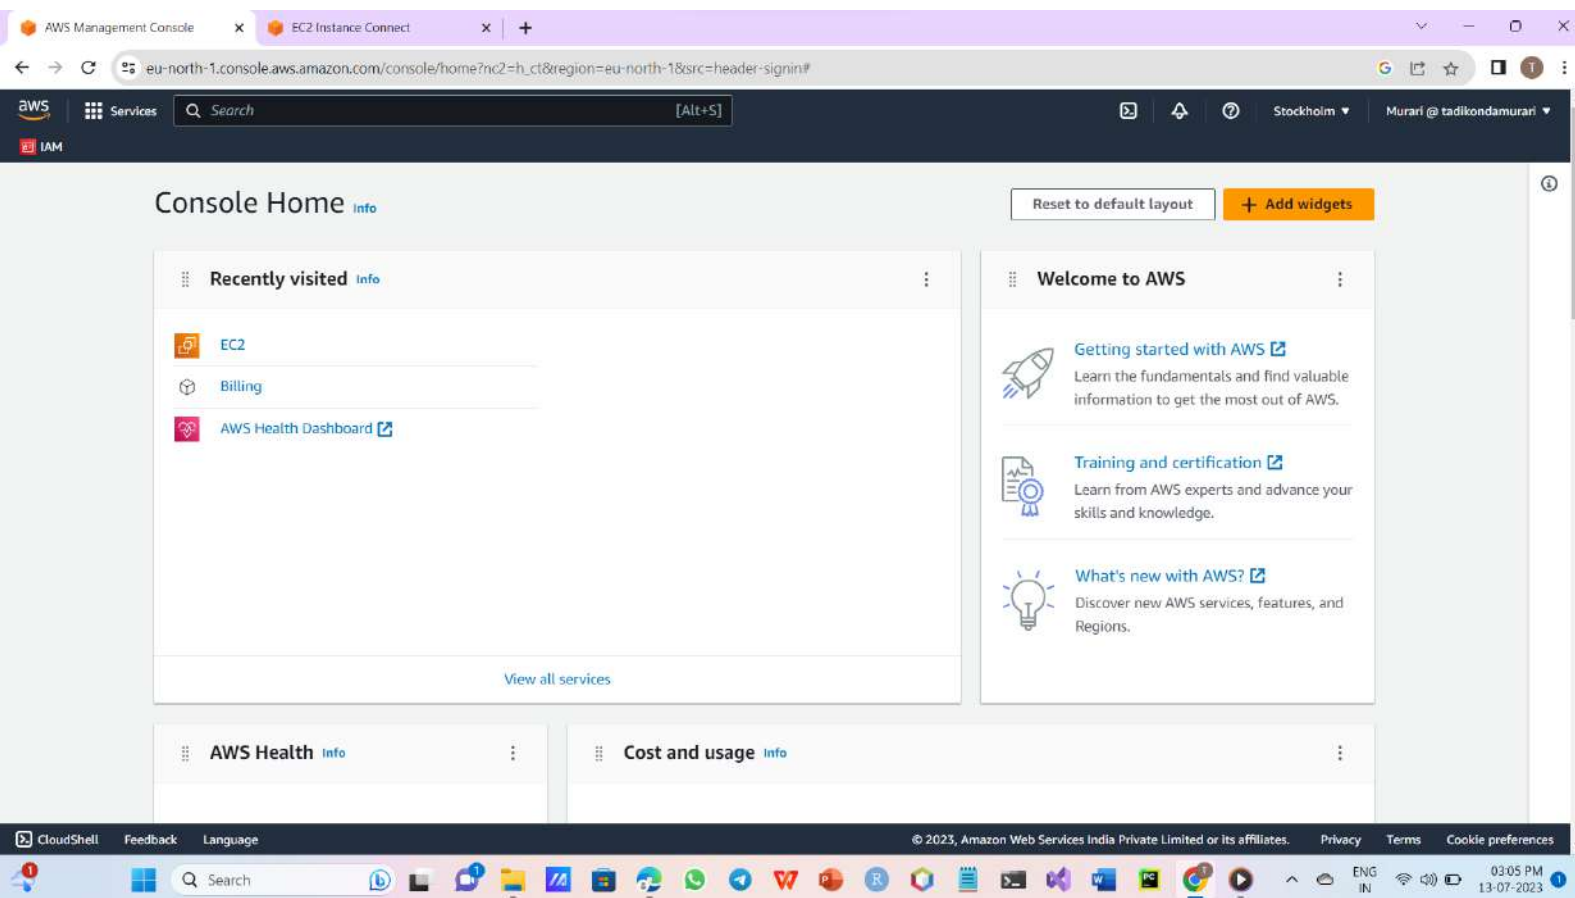 AWS Management Console
EC2 Instance Connect
eu-north-1.console.aws.amazon.com/console/home?nc2=h_ct&region=eu-north-1&src=header-signin#
aws
Services
Search
[Alt+S]
Stockholm
Murari @ tadikondamurari
IAM
Console Home Info
Reset to default layout
Add widgets
Recently visited Info
Welcome to AWS
EC2
Billing
AWS Health Dashboard
Getting started with AWS
Learn the fundamentals and find valuable
information to get the most out of AWS.
Training and certification
Learn from AWS experts and advance your
skills and knowledge.
What's new with AWS?
Discover new AWS services, features, and
Regions.
View all services
AWS Health Info
Cost and usage Info
CloudShell Feedback Language
© 2023, Amazon Web Services India Private Limited or its affiliates. Privacy Terms Cookie preferences
Search
ENG
IN
03:05 PM
13-07-2023